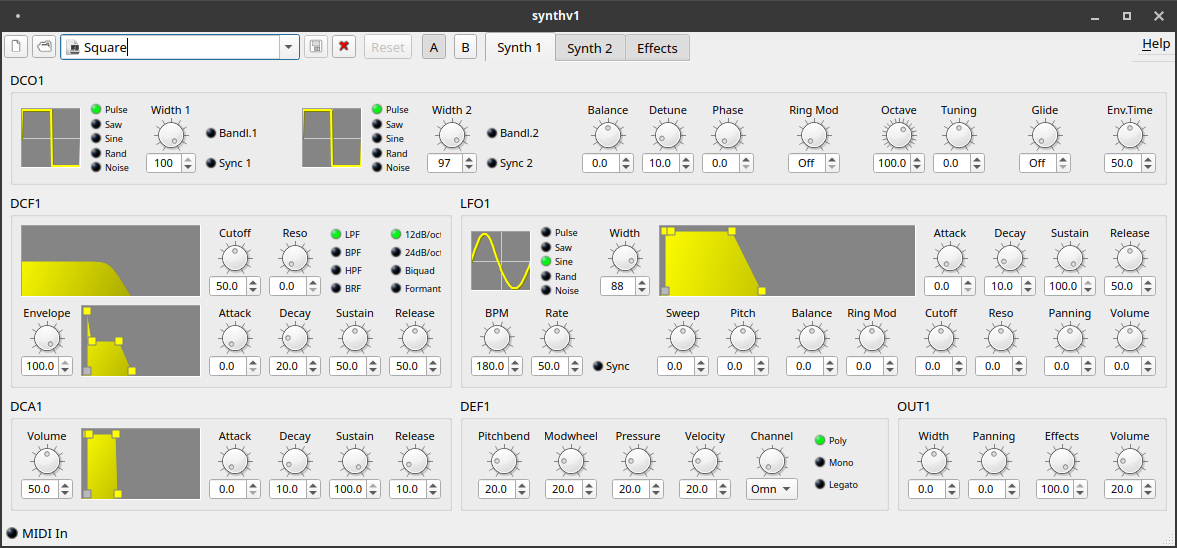 synthv1
Square Reset A B Synth 1 Synth 2 Effects Help
DCO1
Pulse Saw Sine Rand Noise
Width 1 100
Bandl.1 Sync 1
Pulse Saw Sine Rand Noise
Width 2 97
Bandl.2 Sync 2
Balance Detune Phase Ring Mod Octave Tuning Glide Env.Time
0.0 10.0 0.0 Off 100.0 0.0 Off 50.0
DCF1
Cutoff Reso
50.0 0.0
LPF BPF HPF BRF
12dB/oct 24dB/oct Biquad Formant
Envelope Attack Decay Sustain Release
100.0 0.0 20.0 50.0 50.0
LFO1
Pulse Saw Sine Rand Noise
Width 88
Attack Decay Sustain Release
0.0 10.0 100.0 50.0
BPM Rate Sweep Pitch Balance Ring Mod Cutoff Reso Panning Volume
180.0 50.0 Sync 0.0 0.0 0.0 0.0 0.0 0.0 0.0 0.0
DCA1
Volume Attack Decay Sustain Release
50.0 0.0 10.0 100.0 10.0
DEF1
Pitchbend Modwheel Pressure Velocity Channel
20.0 20.0 20.0 20.0 Omn
Poly Mono Legato
OUT1
Width Panning Effects Volume
0.0 0.0 100.0 20.0
MIDI In